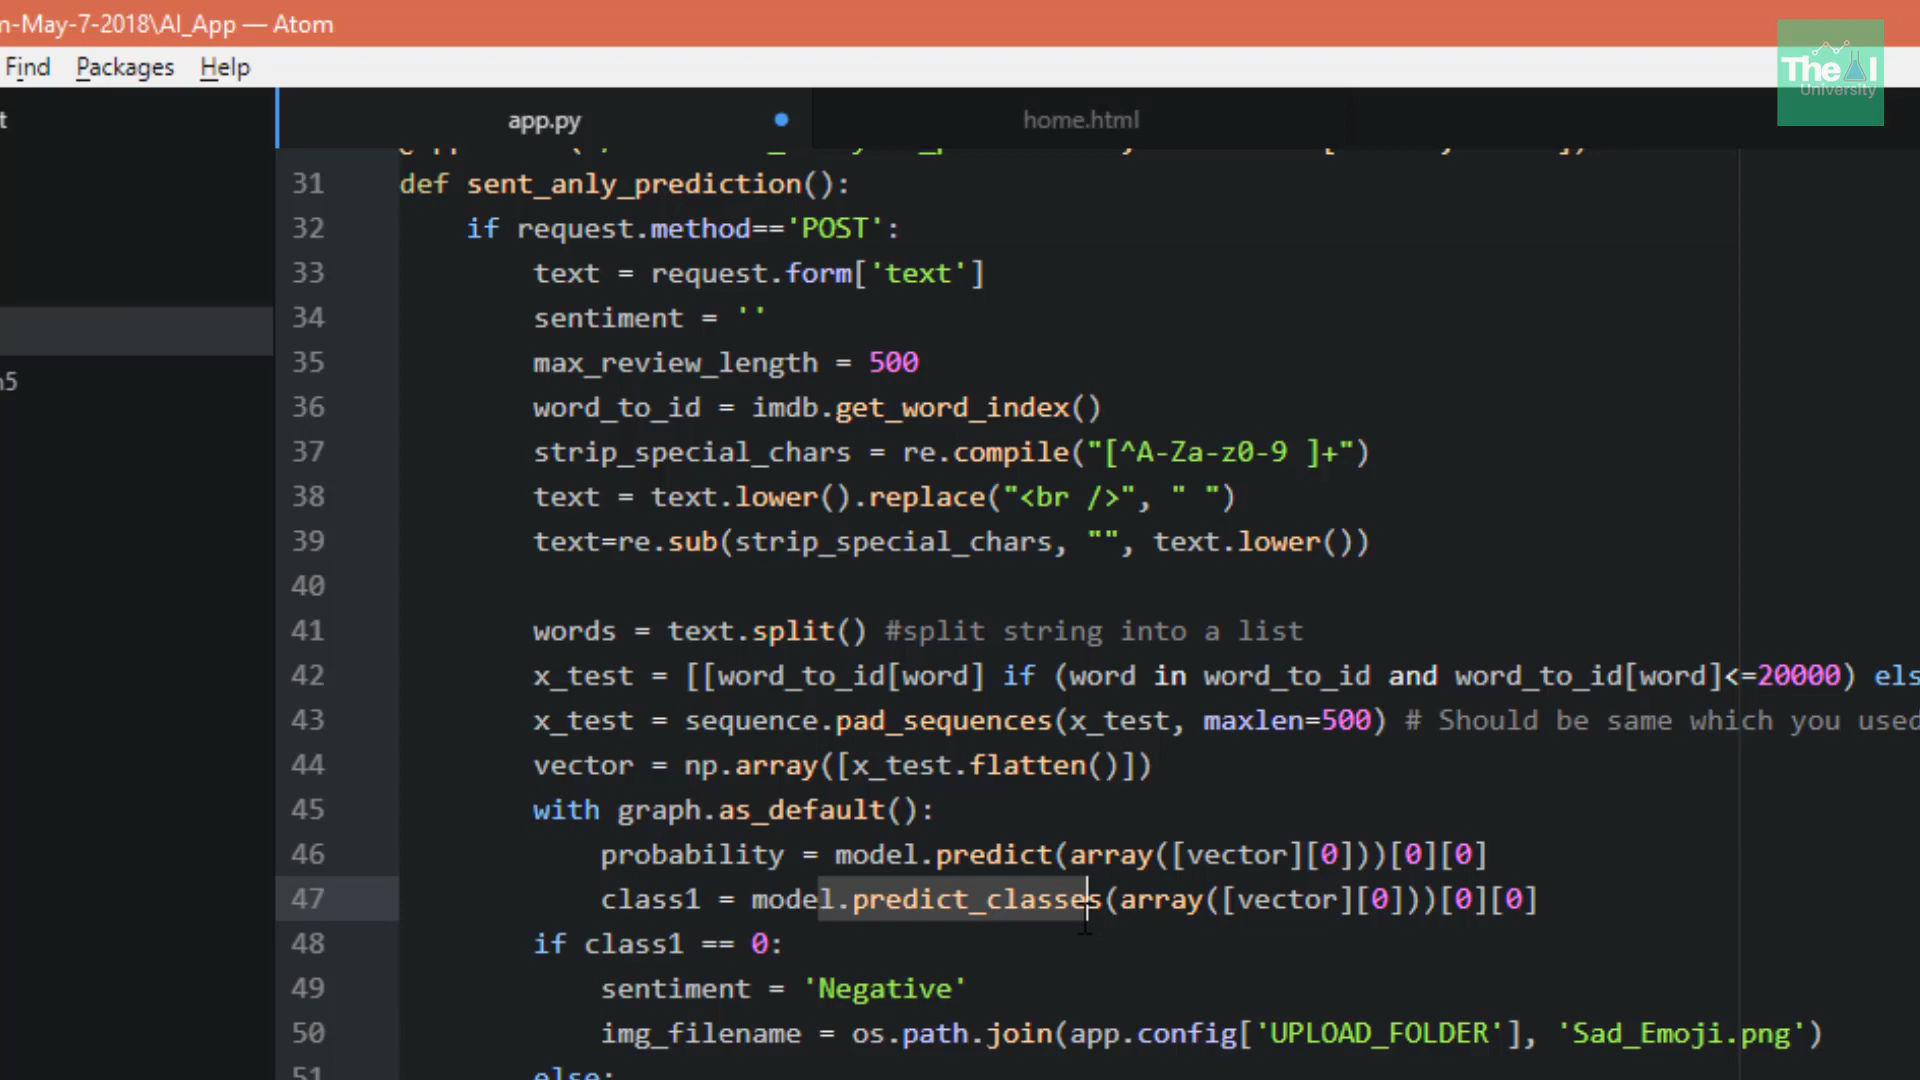 n-May-7-2018\AI_App — Atom
Find Packages Help
The AI
University
t
app.py home.html
31 def sent_anly_prediction():
32 if request.method=='POST':
33 text = request.form['text']
34 sentiment = ''
35 max_review_length = 500
h5
36 word_to_id = imdb.get_word_index()
37 strip_special_chars = re.compile("[^A-Za-z0-9 ]+")
38 text = text.lower().replace("<br />", " ")
39 text=re.sub(strip_special_chars, "", text.lower())
40
41 words = text.split() #split string into a list
42 x_test = [[word_to_id[word] if (word in word_to_id and word_to_id[word]<=20000) els
43 x_test = sequence.pad_sequences(x_test, maxlen=500) # Should be same which you used
44 vector = np.array([x_test.flatten()])
45 with graph.as_default():
46 probability = model.predict(array([vector][0]))[0][0]
47 class1 = model.predict_classes(array([vector][0]))[0][0]
48 if class1 == 0:
49 sentiment = 'Negative'
50 img_filename = os.path.join(app.config['UPLOAD_FOLDER'], 'Sad_Emoji.png')
51 else: